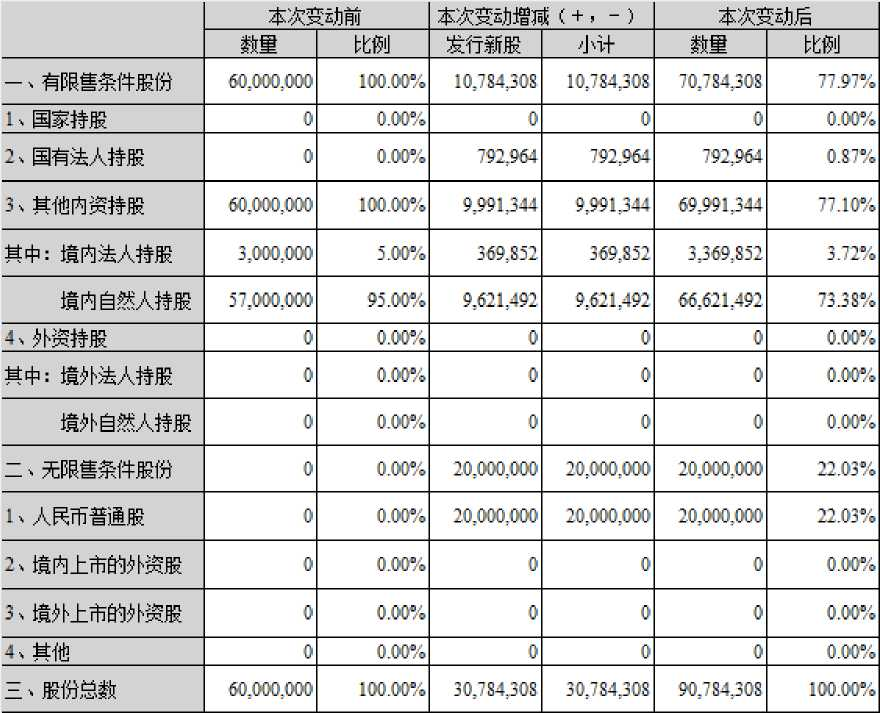 本次变动前 本次变动增减（＋，－） 本次变动后
数量 比例 发行新股 小计 数量 比例
一、有限售条件股份 60,000,000 100.00% 10,784,308 10,784,308 70,784,308 77.97%
1、国家持股 0 0.00% 0 0 0 0.00%
2、国有法人持股 0 0.00% 792,964 792,964 792,964 0.87%
3、其他内资持股 60,000,000 100.00% 9,991,344 9,991,344 69,991,344 77.10%
其中：境内法人持股 3,000,000 5.00% 369,852 369,852 3,369,852 3.72%
境内自然人持股 57,000,000 95.00% 9,621,492 9,621,492 66,621,492 73.38%
4、外资持股 0 0.00% 0 0 0 0.00%
其中：境外法人持股 0 0.00% 0 0 0 0.00%
境外自然人持股 0 0.00% 0 0 0 0.00%
二、无限售条件股份 0 0.00% 20,000,000 20,000,000 20,000,000 22.03%
1、人民币普通股 0 0.00% 20,000,000 20,000,000 20,000,000 22.03%
2、境内上市的外资股 0 0.00% 0 0 0 0.00%
3、境外上市的外资股 0 0.00% 0 0 0 0.00%
4、其他 0 0.00% 0 0 0 0.00%
三、股份总数 60,000,000 100.00% 30,784,308 30,784,308 90,784,308 100.00%